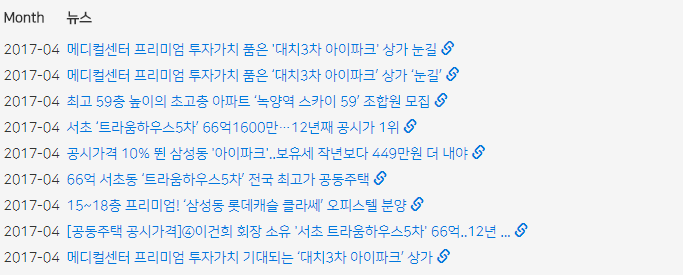 Month 뉴스
2017-04 메디컬센터 프리미엄 투자가치 품은 '대치3차 아이파크' 상가 눈길
2017-04 메디컬센터 프리미엄 투자가치 품은 ‘대치3차 아이파크’ 상가 ‘눈길’
2017-04 최고 59층 높이의 초고층 아파트 ‘녹양역 스카이 59’ 조합원 모집
2017-04 서초 ‘트라움하우스5차’ 66억1600만…12년째 공시가 1위
2017-04 공시가격 10% 뛴 삼성동 '아이파크'..보유세 작년보다 449만원 더 내야
2017-04 66억 서초동 ‘트라움하우스5차’ 전국 최고가 공동주택
2017-04 15~18층 프리미엄! ‘삼성동 롯데캐슬 클라쎄’ 오피스텔 분양
2017-04 [공동주택 공시가격]④이건희 회장 소유 '서초 트라움하우스5차' 66억..12년 ...
2017-04 메디컬센터 프리미엄 투자가치 기대되는 ‘대치3차 아이파크’ 상가